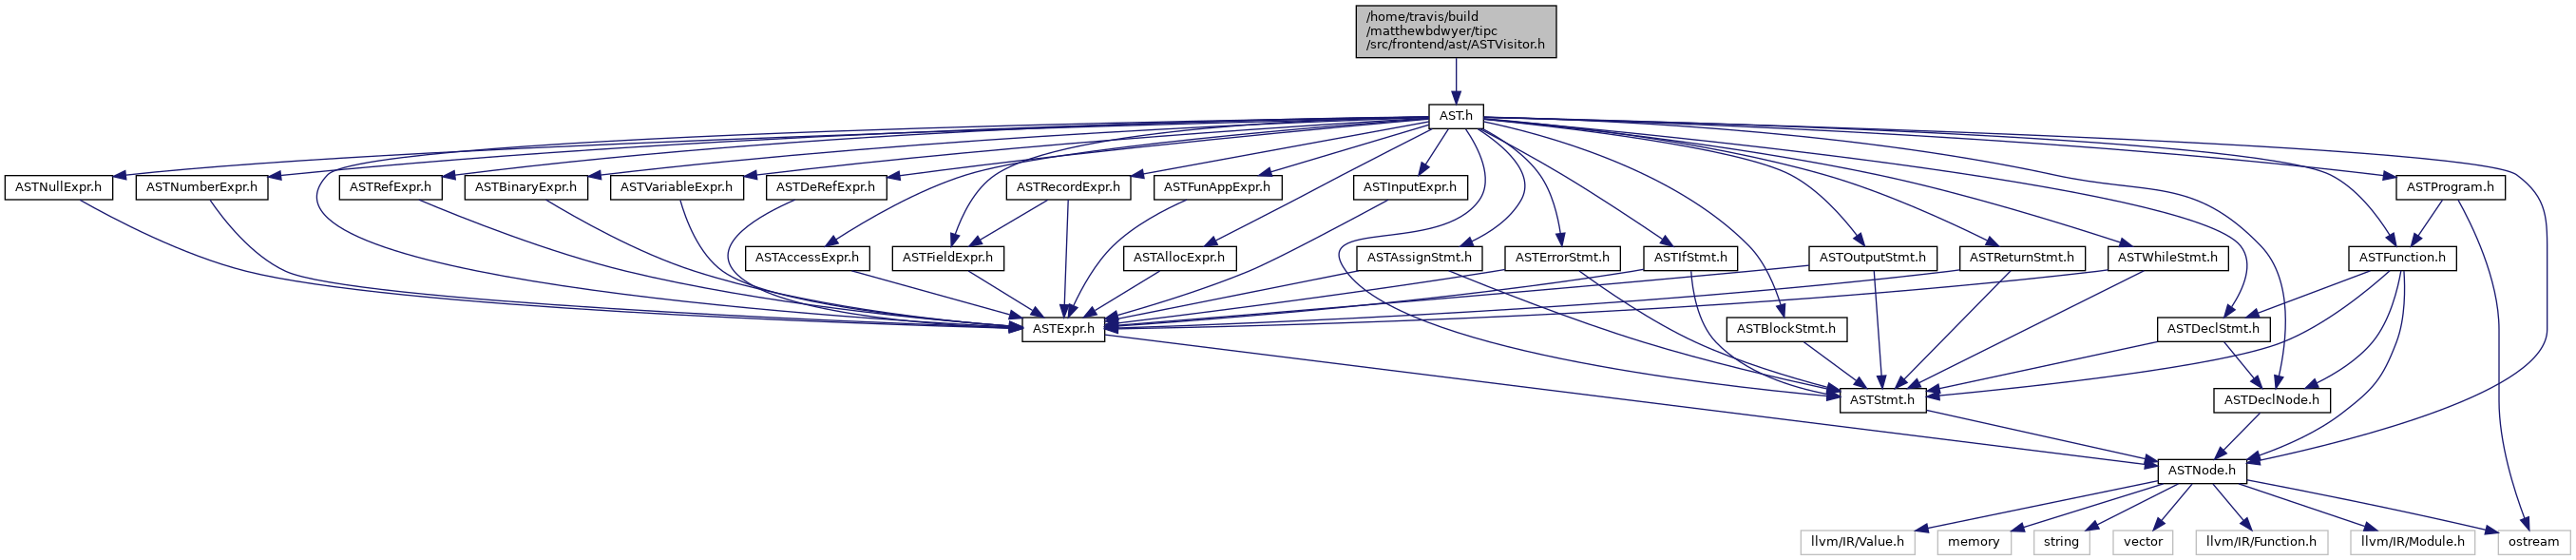 /home/travis/build
/matthewbdwyer/tipc
/src/frontend/ast/ASTVisitor.h
AST.h
ASTNullExpr.h
ASTNumberExpr.h
ASTRefExpr.h
ASTBinaryExpr.h
ASTVariableExpr.h
ASTDeRefExpr.h
ASTRecordExpr.h
ASTFunAppExpr.h
ASTInputExpr.h
ASTProgram.h
ASTAccessExpr.h
ASTFieldExpr.h
ASTAllocExpr.h
ASTAssignStmt.h
ASTErrorStmt.h
ASTIfStmt.h
ASTOutputStmt.h
ASTReturnStmt.h
ASTWhileStmt.h
ASTFunction.h
ASTExpr.h
ASTBlockStmt.h
ASTDeclStmt.h
ASTStmt.h
ASTDeclNode.h
ASTNode.h
llvm/IR/Value.h
memory
string
vector
llvm/IR/Function.h
llvm/IR/Module.h
ostream